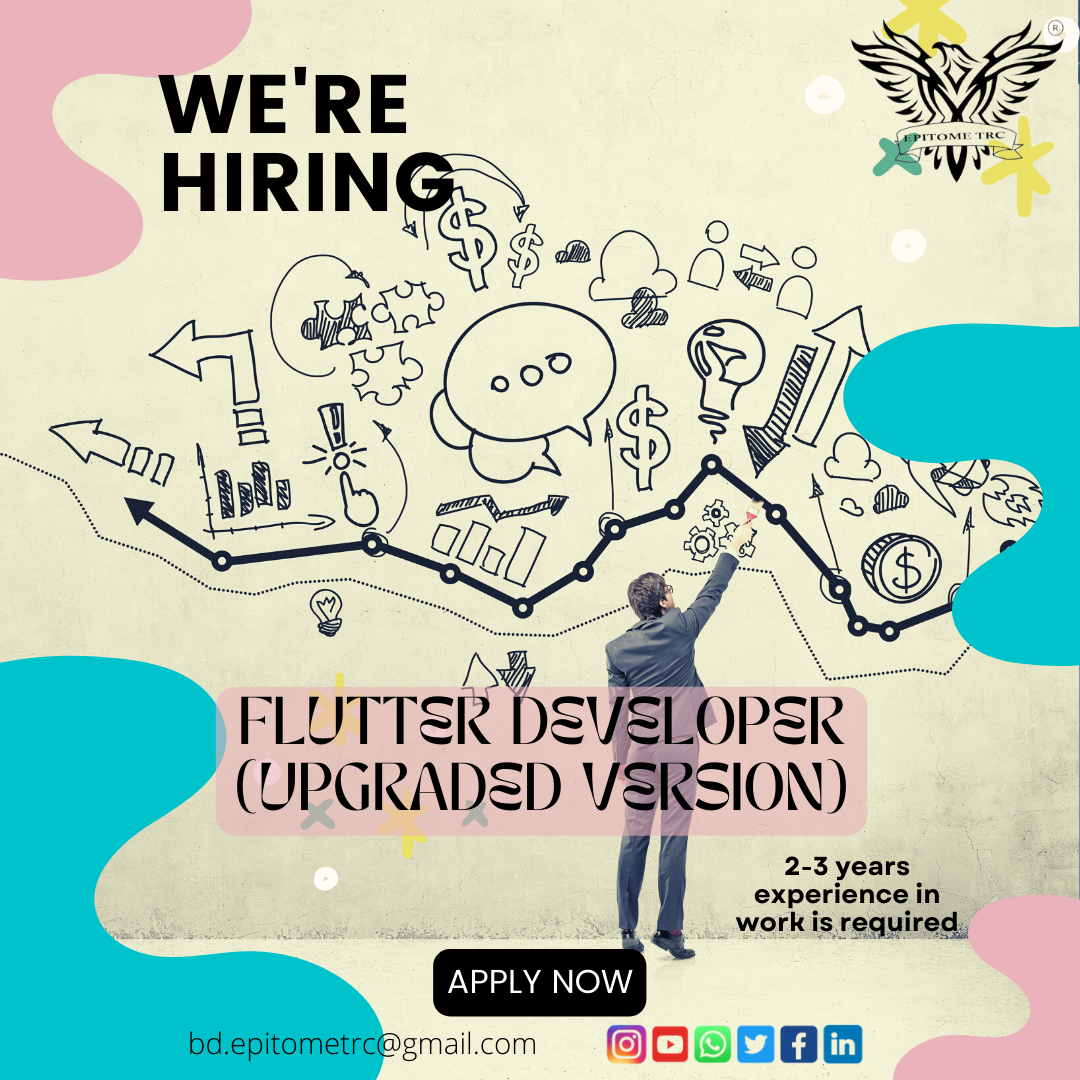 WE'RE
HIRING
®
EPITOME TRC
FLUTTER DEVELOPER
(UPGRADED VERSION)
2-3 years
experience in
work is required
APPLY NOW
bd.epitometrc@gmail.com